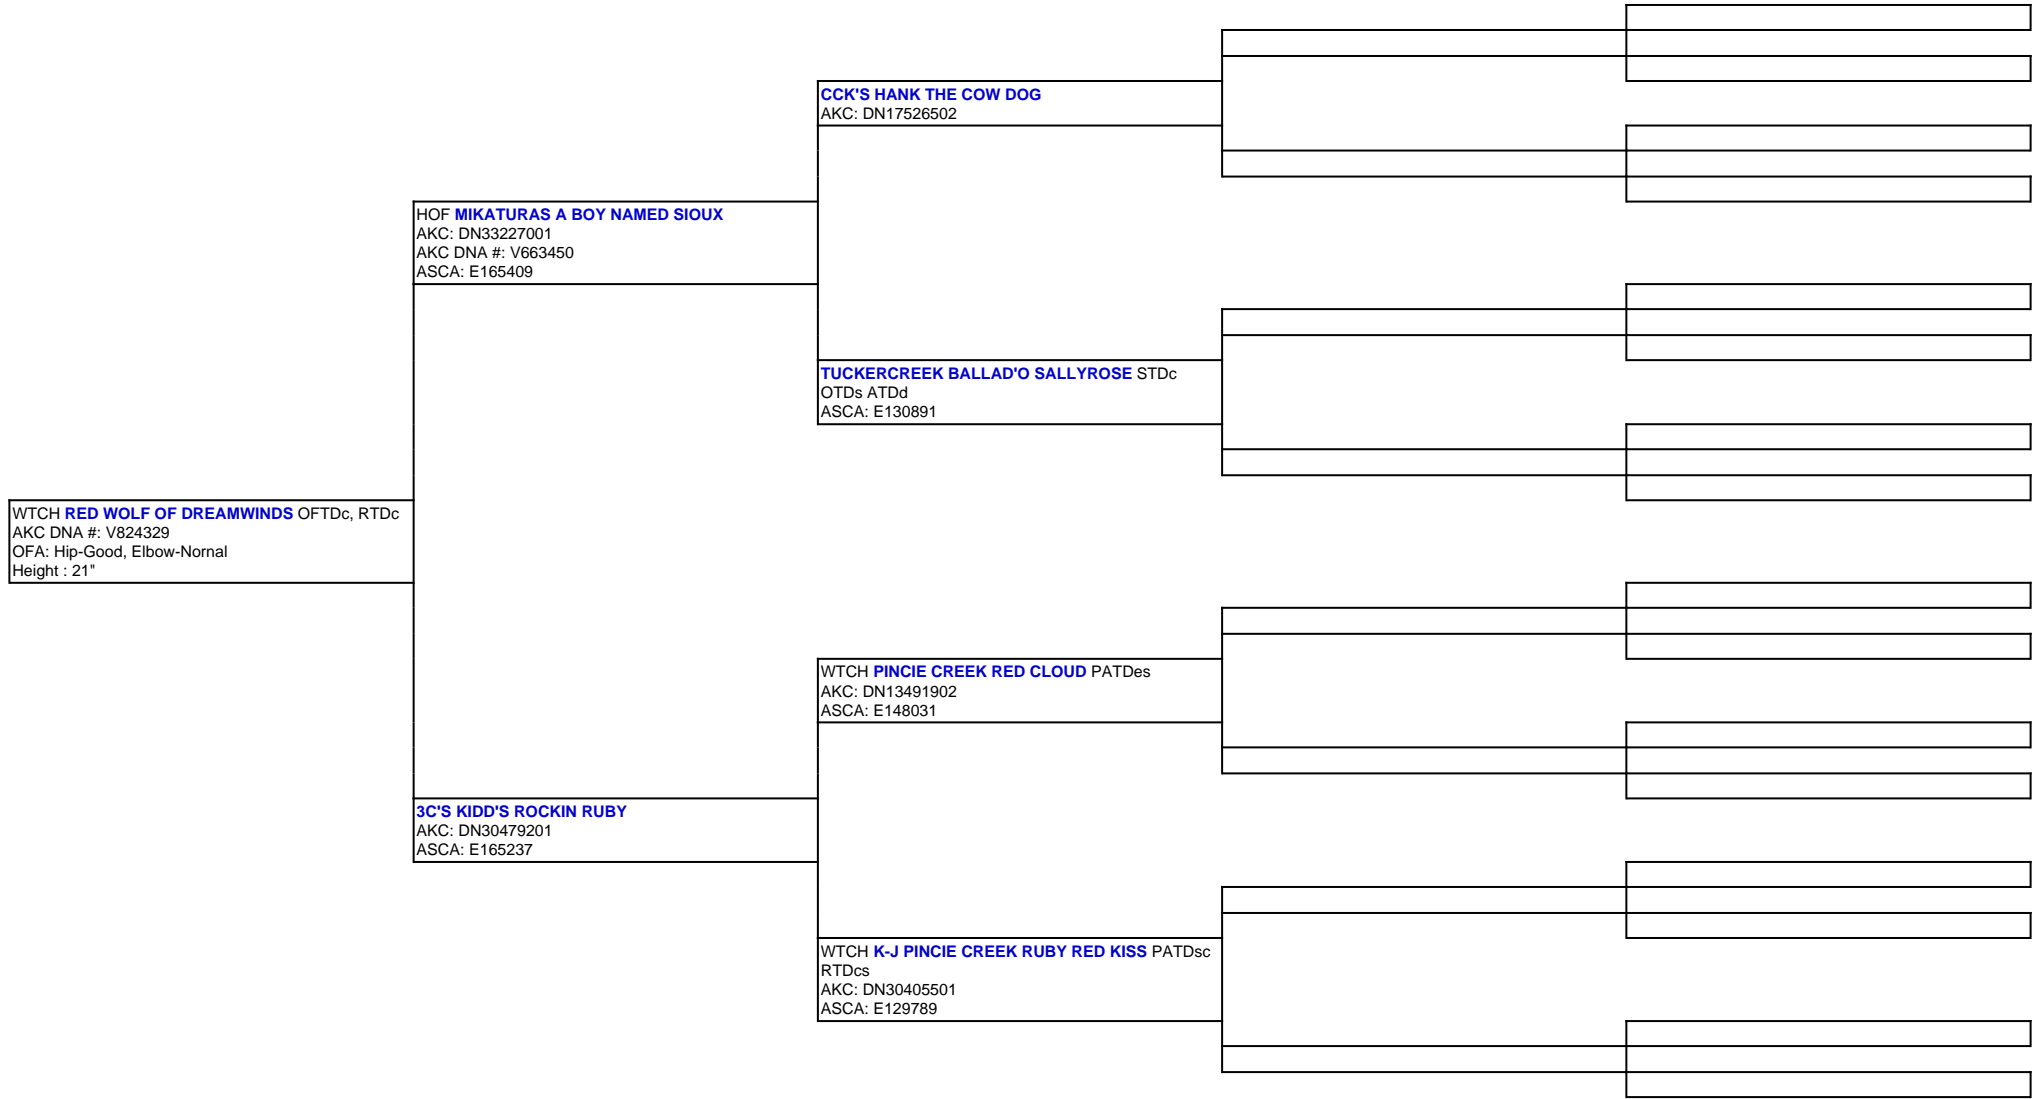 CCK'S HANK THE COW DOG
AKC: DN17526502
HOF MIKATURAS A BOY NAMED SIOUX
AKC: DN33227001
AKC DNA #: V663450
ASCA: E165409
TUCKERCREEK BALLAD'O SALLYROSE STDc
OTDs ATDd
ASCA: E130891
WTCH RED WOLF OF DREAMWINDS OFTDc, RTDc
AKC DNA #: V824329
OFA: Hip-Good, Elbow-Nornal
Height : 21"
WTCH PINCIE CREEK RED CLOUD PATDes
AKC: DN13491902
ASCA: E148031
3C'S KIDD'S ROCKIN RUBY
AKC: DN30479201
ASCA: E165237
WTCH K-J PINCIE CREEK RUBY RED KISS PATDsc
RTDcs
AKC: DN30405501
ASCA: E129789